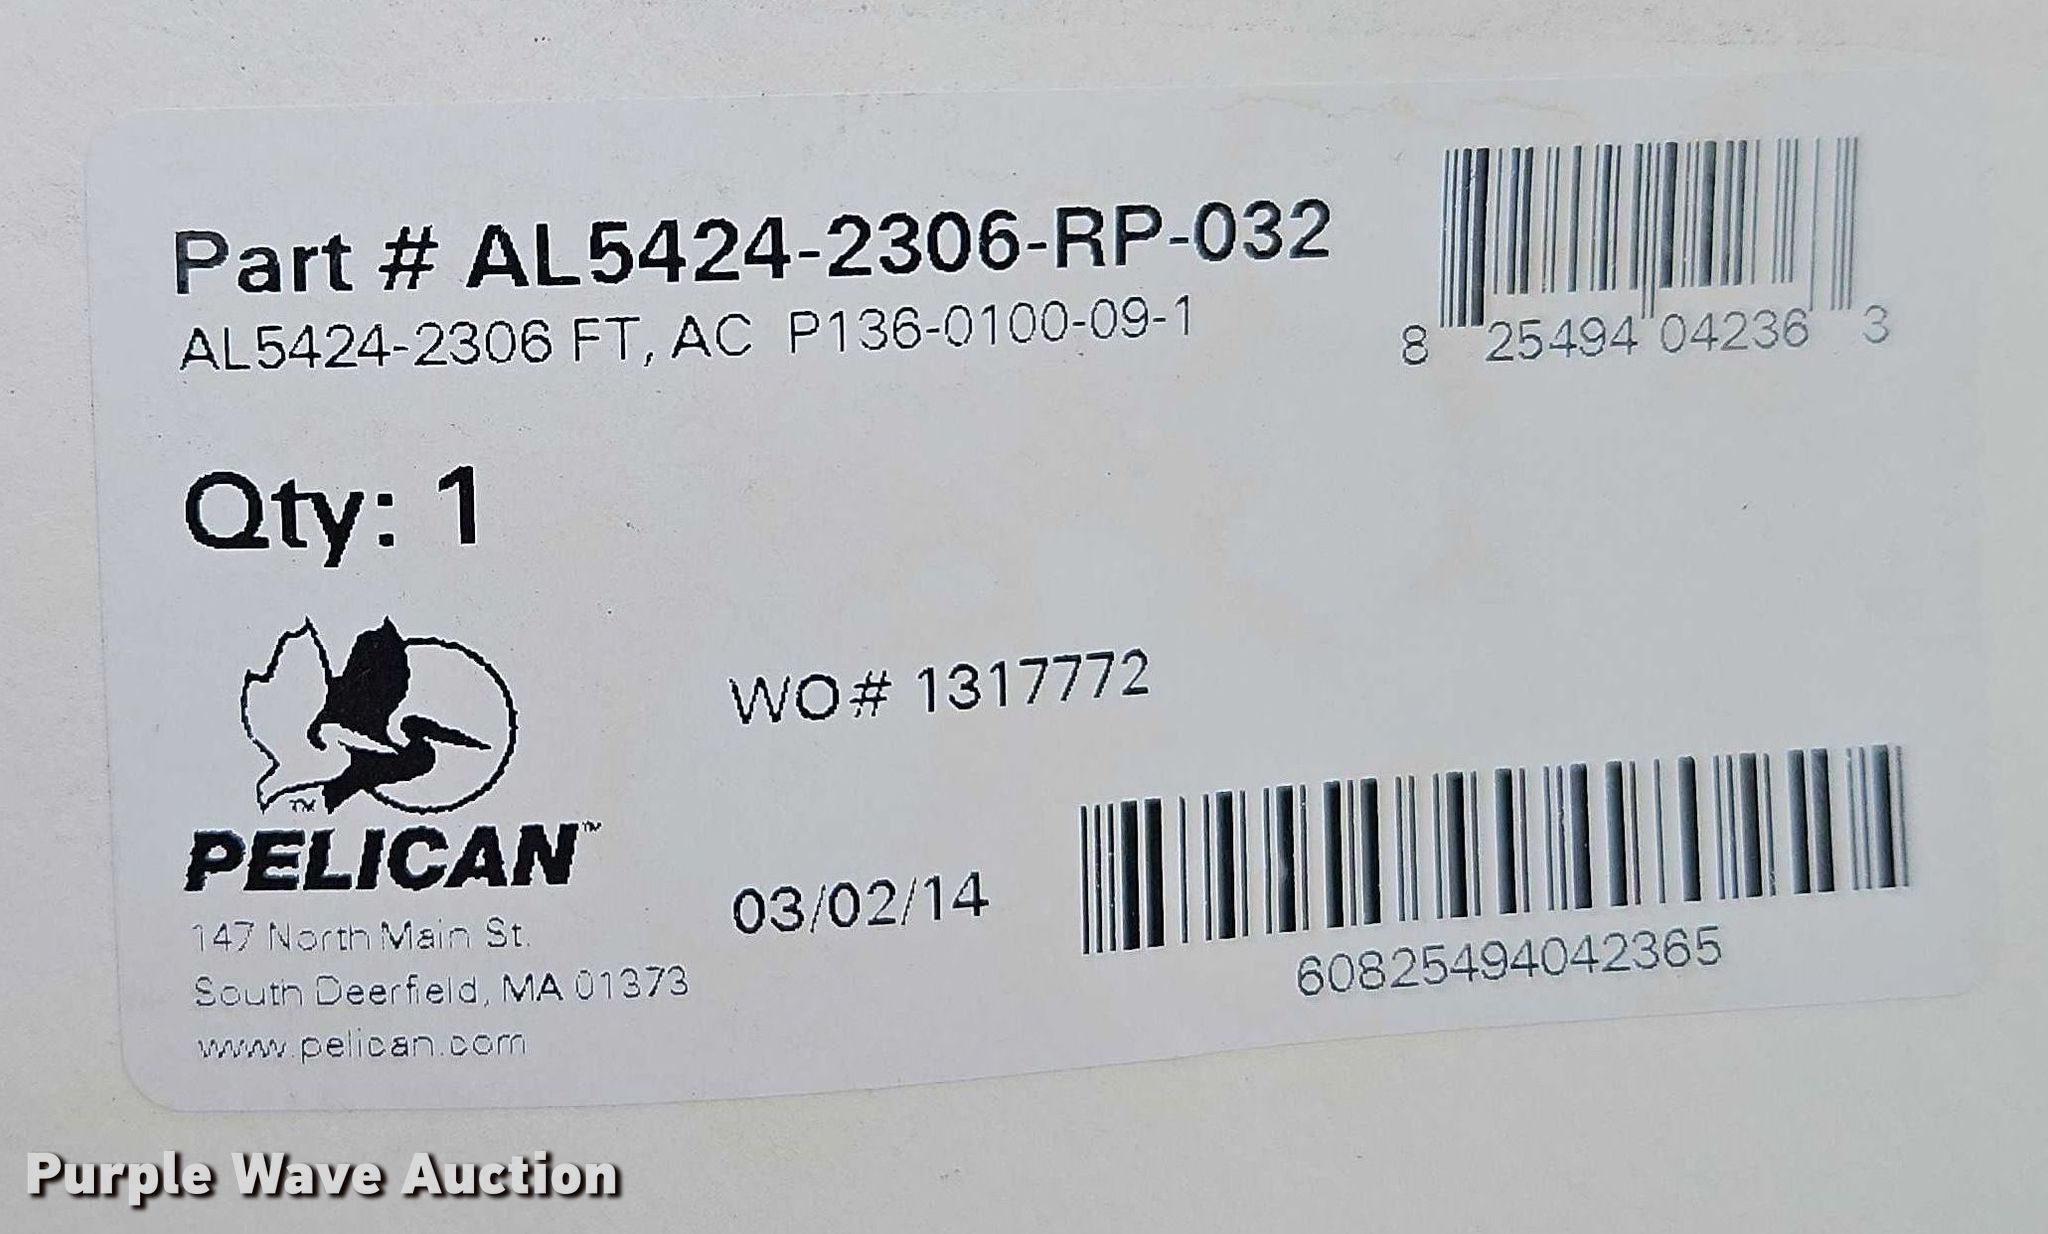 Part # AL5424-2306-RP-032
AL5424-2306 FT, AC P136-0100-09-1
8 25494 04236 3
Qty: 1
WO# 1317772
TM
PELICAN™
03/02/14
60825494042365
147 North Main St.
South Deerfield, MA 01373
www.pelican.com
Purple Wave Auction